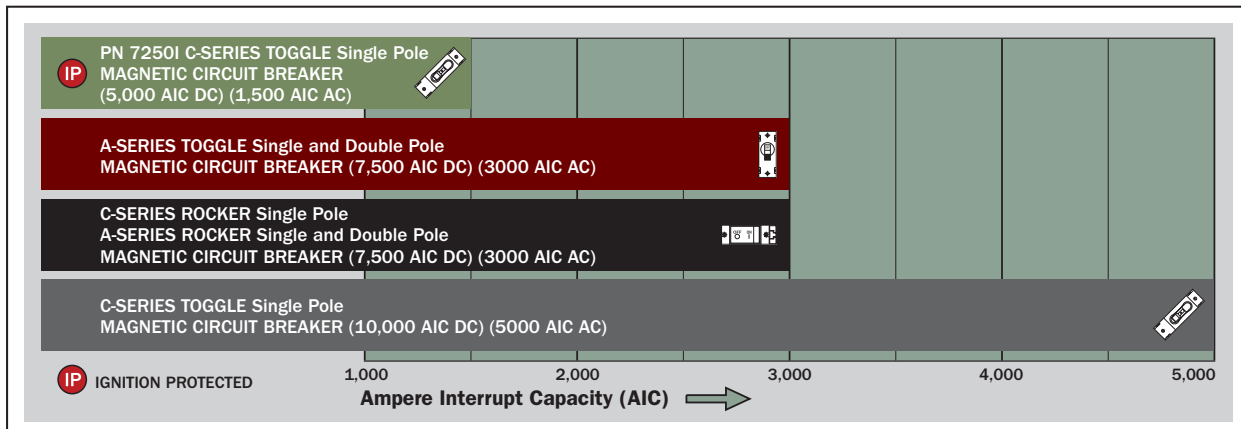 PN 7250I C-SERIES TOGGLE Single Pole
IP
MAGNETIC CIRCUIT BREAKER
(5,000 AIC DC) (1,500 AIC AC)
A-SERIES TOGGLE Single and Double Pole
MAGNETIC CIRCUIT BREAKER (7,500 AIC DC) (3000 AIC AC)
C-SERIES ROCKER Single Pole
A-SERIES ROCKER Single and Double Pole
MAGNETIC CIRCUIT BREAKER (7,500 AIC DC) (3000 AIC AC)
C-SERIES TOGGLE Single Pole
MAGNETIC CIRCUIT BREAKER (10,000 AIC DC) (5000 AIC AC)
IP IGNITION PROTECTED
1,000 2,000 3,000 4,000 5,000
Ampere Interrupt Capacity (AIC)